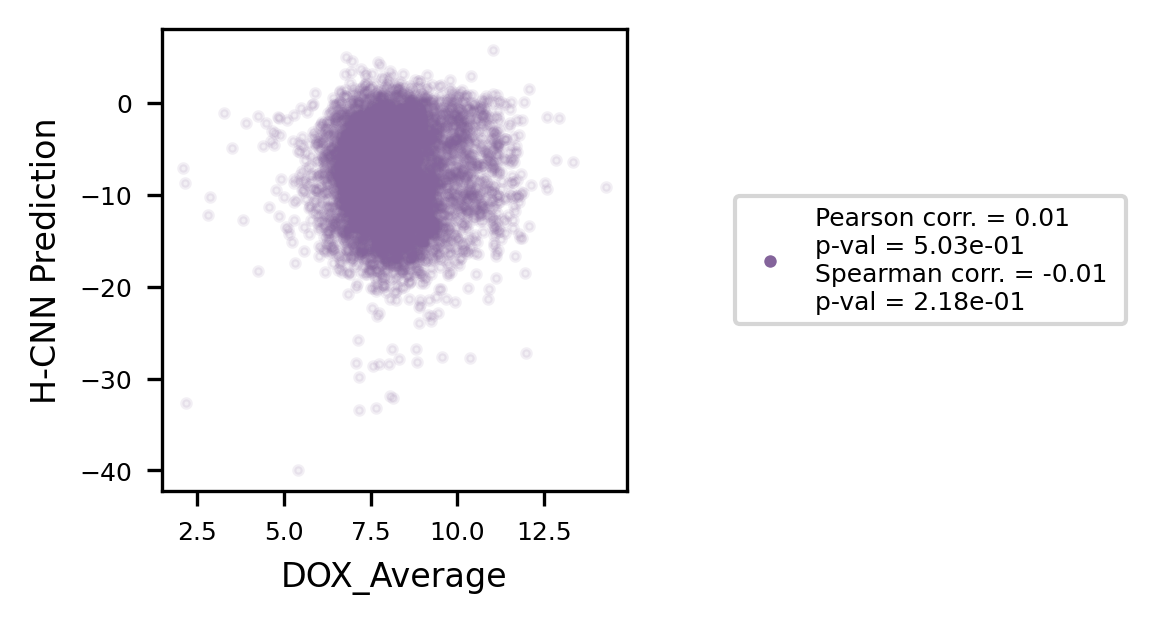 H-CNN Prediction
0
−10
−20
−30
−40
2.5 5.0 7.5 10.0 12.5
DOX_Average
Pearson corr. = 0.01
p-val = 5.03e-01
Spearman corr. = -0.01
p-val = 2.18e-01